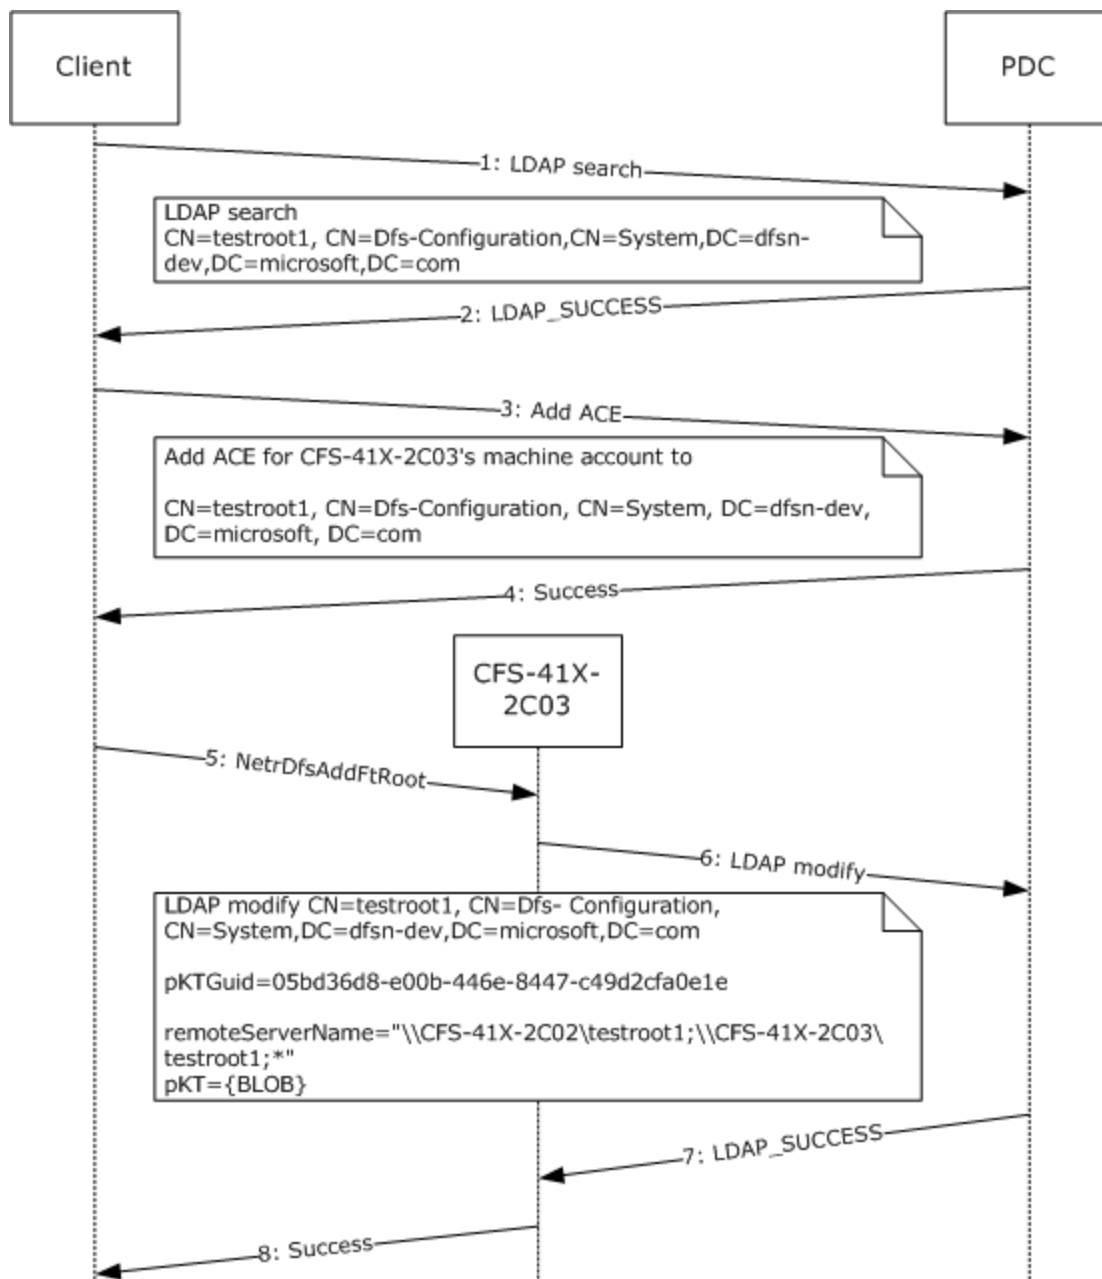 Client
PDC
1: LDAP search
LDAP search
CN=testroot1, CN=Dfs-Configuration,CN=System,DC=dfsn-
dev,DC=microsoft,DC=com
2: LDAP_SUCCESS
3: Add ACE
Add ACE for CFS-41X-2C03's machine account to
CN=testroot1, CN=Dfs-Configuration, CN=System, DC=dfsn-dev,
DC=microsoft, DC=com
4: Success
CFS-41X-
2C03
5: NetrDfsAddFtRoot
6: LDAP modify
LDAP modify CN=testroot1, CN=Dfs- Configuration,
CN=System,DC=dfsn-dev,DC=microsoft,DC=com
pKTGuid=05bd36d8-e00b-446e-8447-c49d2cfa0e1e
remoteServerName="\\CFS-41X-2C02\testroot1;\\CFS-41X-2C03\
testroot1;*"
pKT={BLOB}
7: LDAP_SUCCESS
8: Success